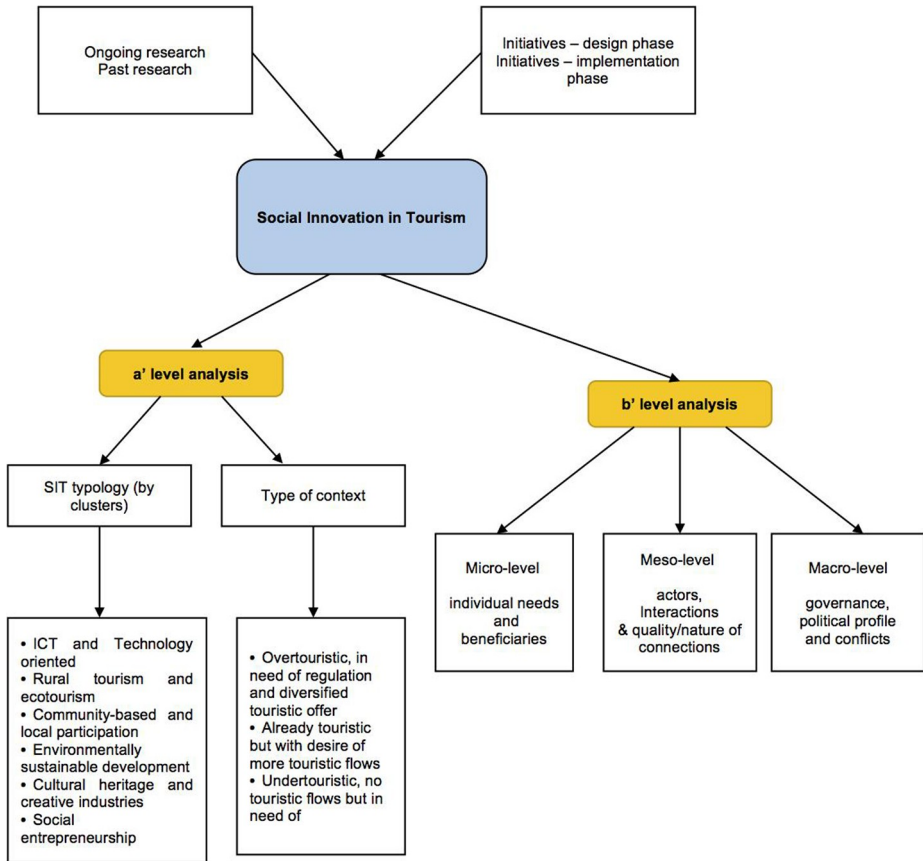 Ongoing research
Past research
Initiatives – design phase
Initiatives – implementation
phase
Social Innovation in Tourism
a’ level analysis
b’ level analysis
SIT typology (by
clusters)
Type of context
Micro-level
individual needs
and
beneficiaries
Meso-level
actors,
Interactions
& quality/nature of
connections
Macro-level
governance,
political profile
and conflicts
• ICT and Technology
oriented
• Rural tourism and
ecotourism
• Community-based and
local participation
• Environmentally
sustainable development
• Cultural heritage and
creative industries
• Social
entrepreneurship
• Overtouristic, in
need of regulation
and diversified
touristic offer
• Already touristic
but with desire of
more touristic flows
• Undertouristic, no
touristic flows but in
need of